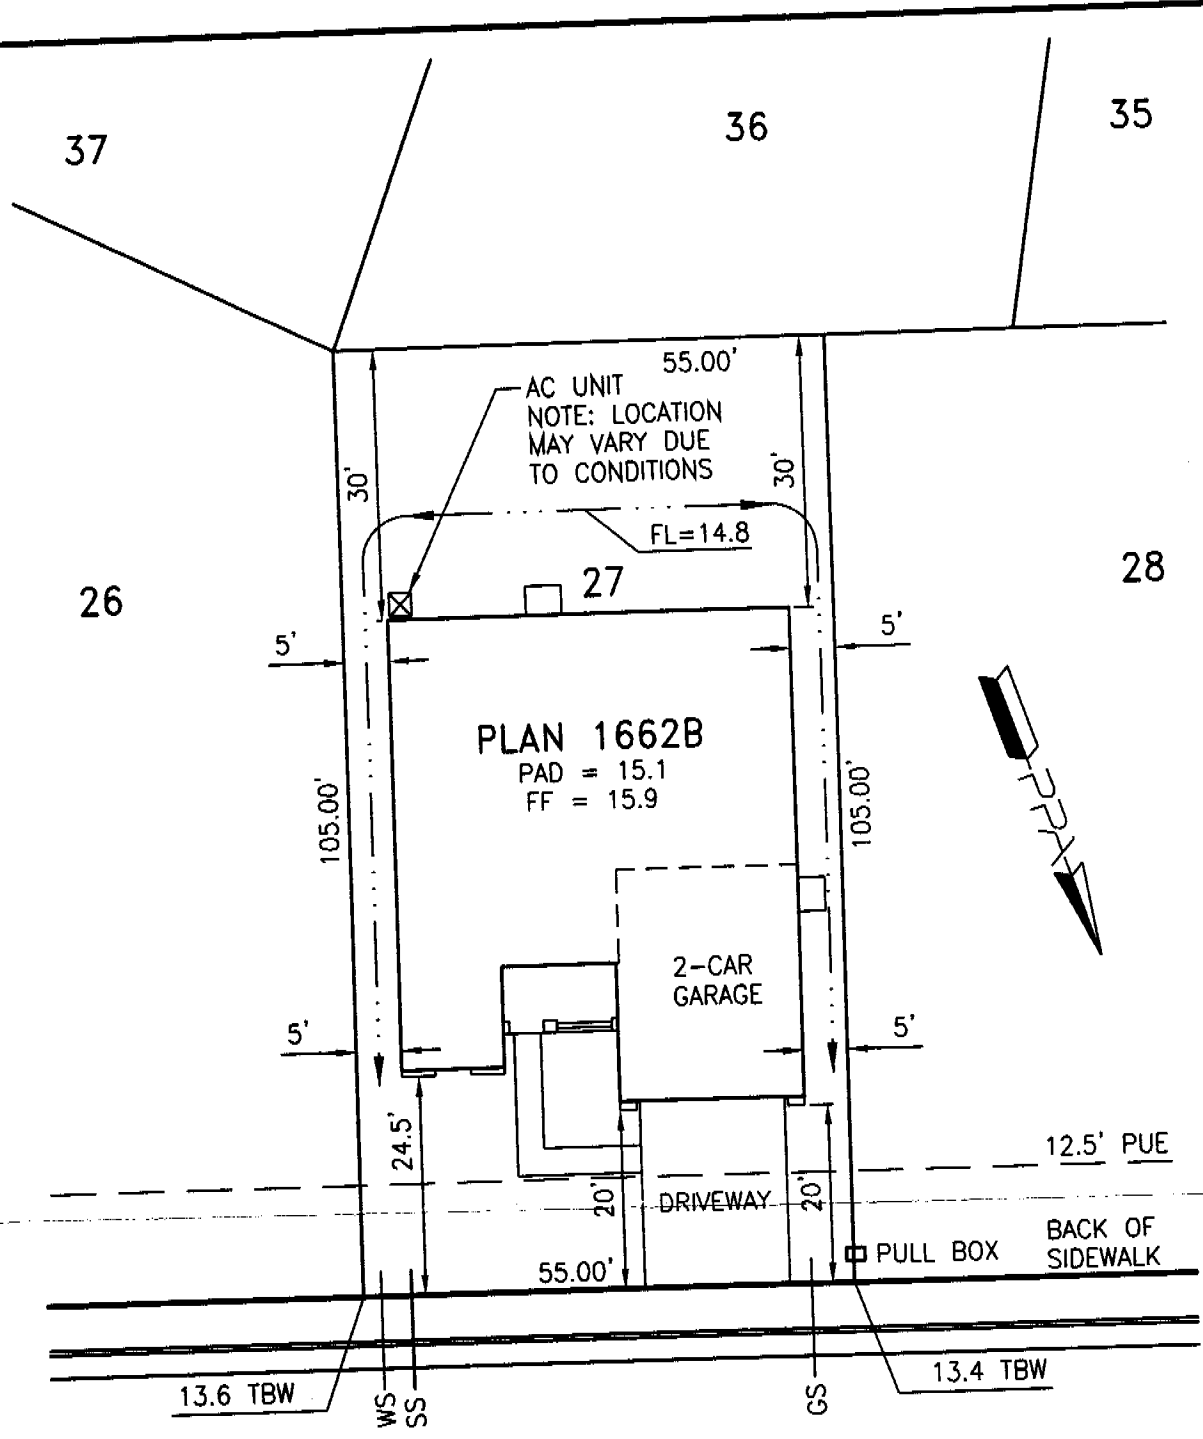 37
36
35
55.00'
AC UNIT
NOTE: LOCATION
MAY VARY DUE
TO CONDITIONS
30'
30'
FL=14.8
26
27
28
5'
5'
PLAN 1662B
PAD = 15.1
FF = 15.9
105.00'
105.00'
2-CAR
GARAGE
5'
5'
24.5'
12.5' PUE
20'
DRIVEWAY
20'
BACK OF
SIDEWALK
PULL BOX
55.00'
13.6 TBW
WS
SS
GS
13.4 TBW